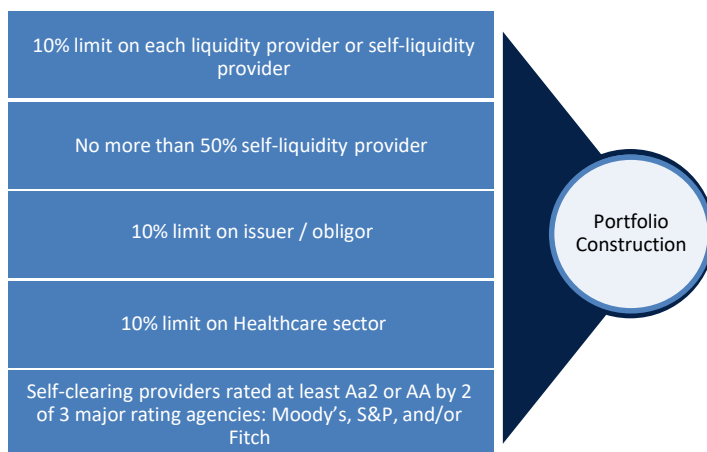 10% limit on each liquidity provider or self-liquidity
provider
No more than 50% self-liquidity provider
10% limit on issuer / obligor
10% limit on Healthcare sector
Self-clearing providers rated at least Aa2 or AA by 2
of 3 major rating agencies: Moody’s, S&P, and/or
Fitch
Portfolio
Construction